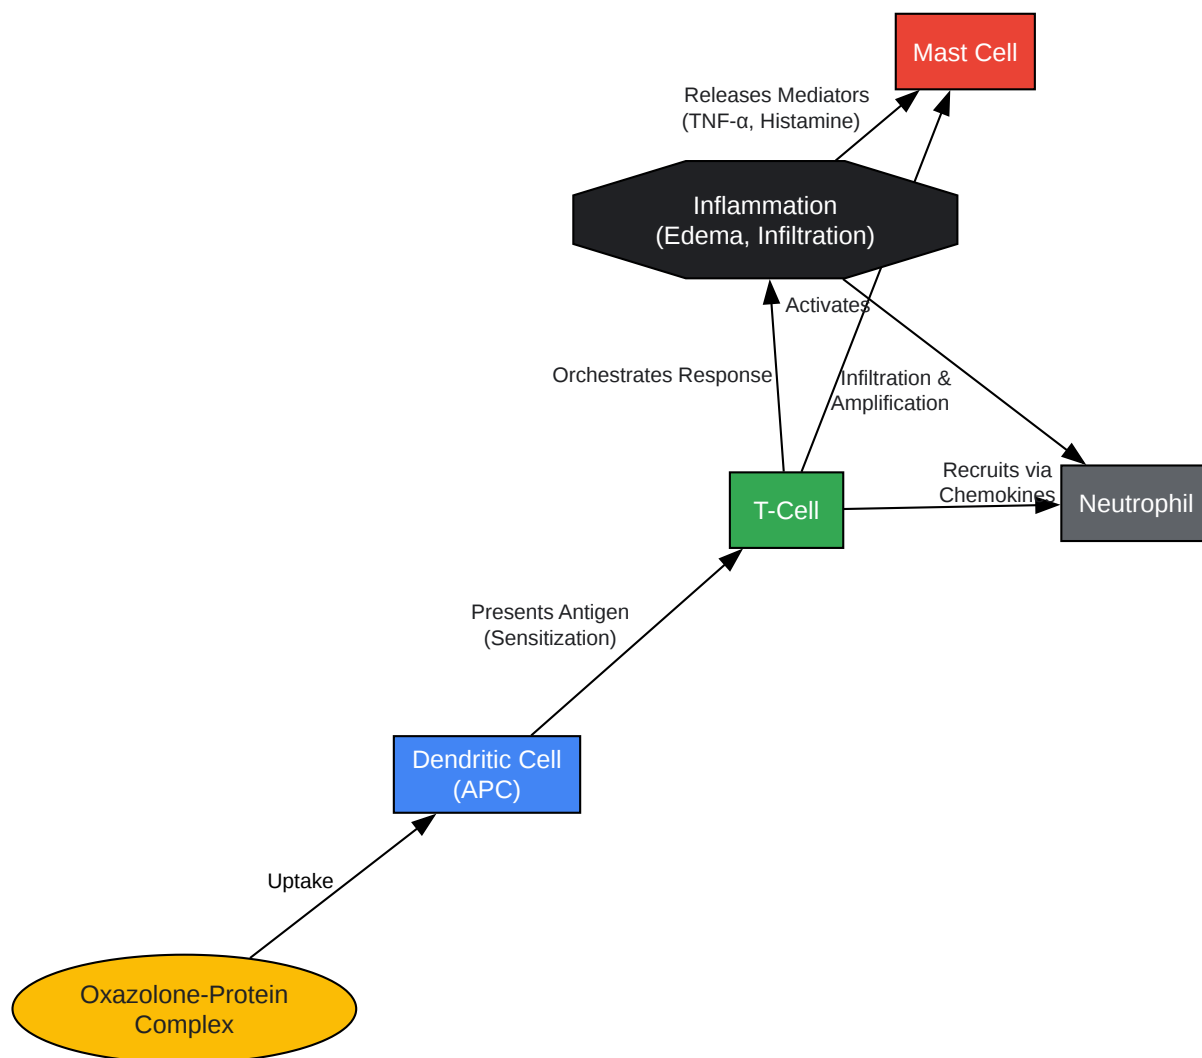 Mast Cell
Releases Mediators
(TNF-α, Histamine)
Inflammation
(Edema, Infiltration)
Activates
Orchestrates Response
Infiltration &
Amplification
Recruits via
Chemokines
Neutrophil
T-Cell
Presents Antigen
(Sensitization)
Dendritic Cell
(APC)
Uptake
Oxazolone-Protein
Complex